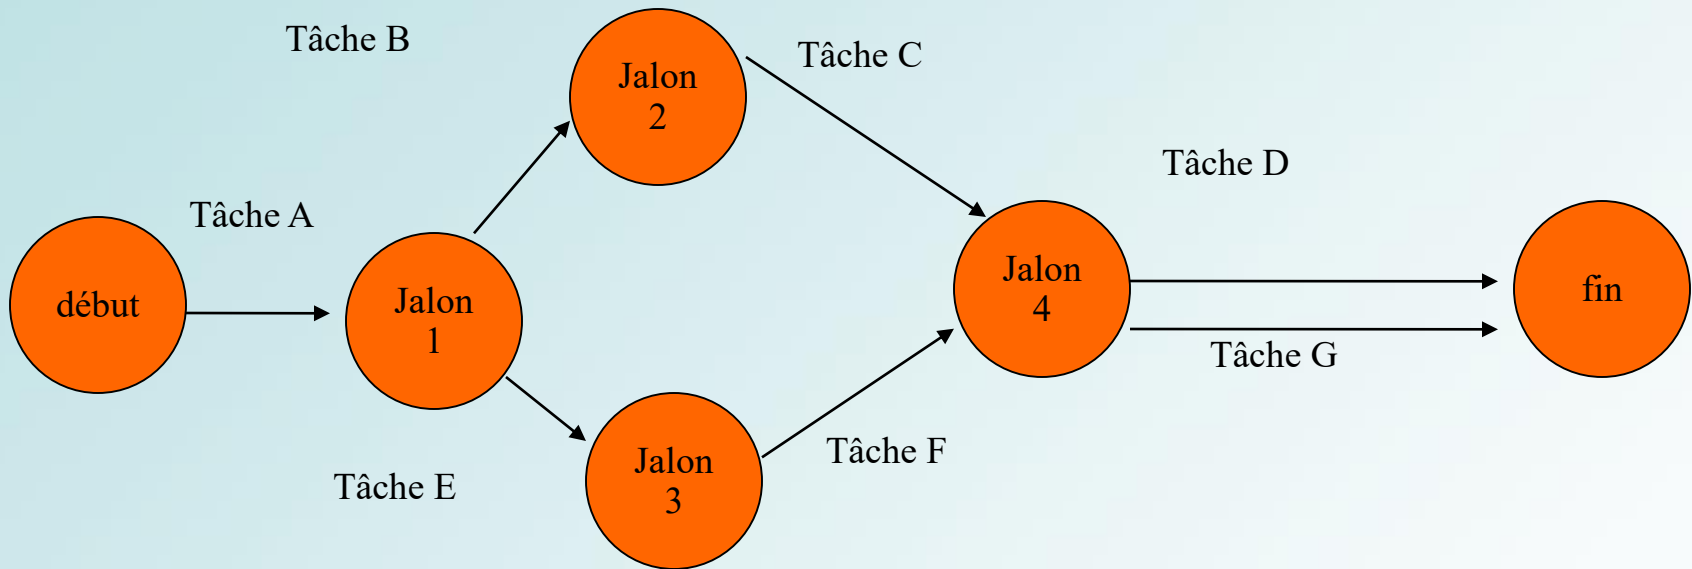 Tâche B
Jalon
2
Tâche C
Tâche D
Tâche A
début
Jalon
1
Jalon
4
fin
Tâche G
Tâche E
Jalon
3
Tâche F